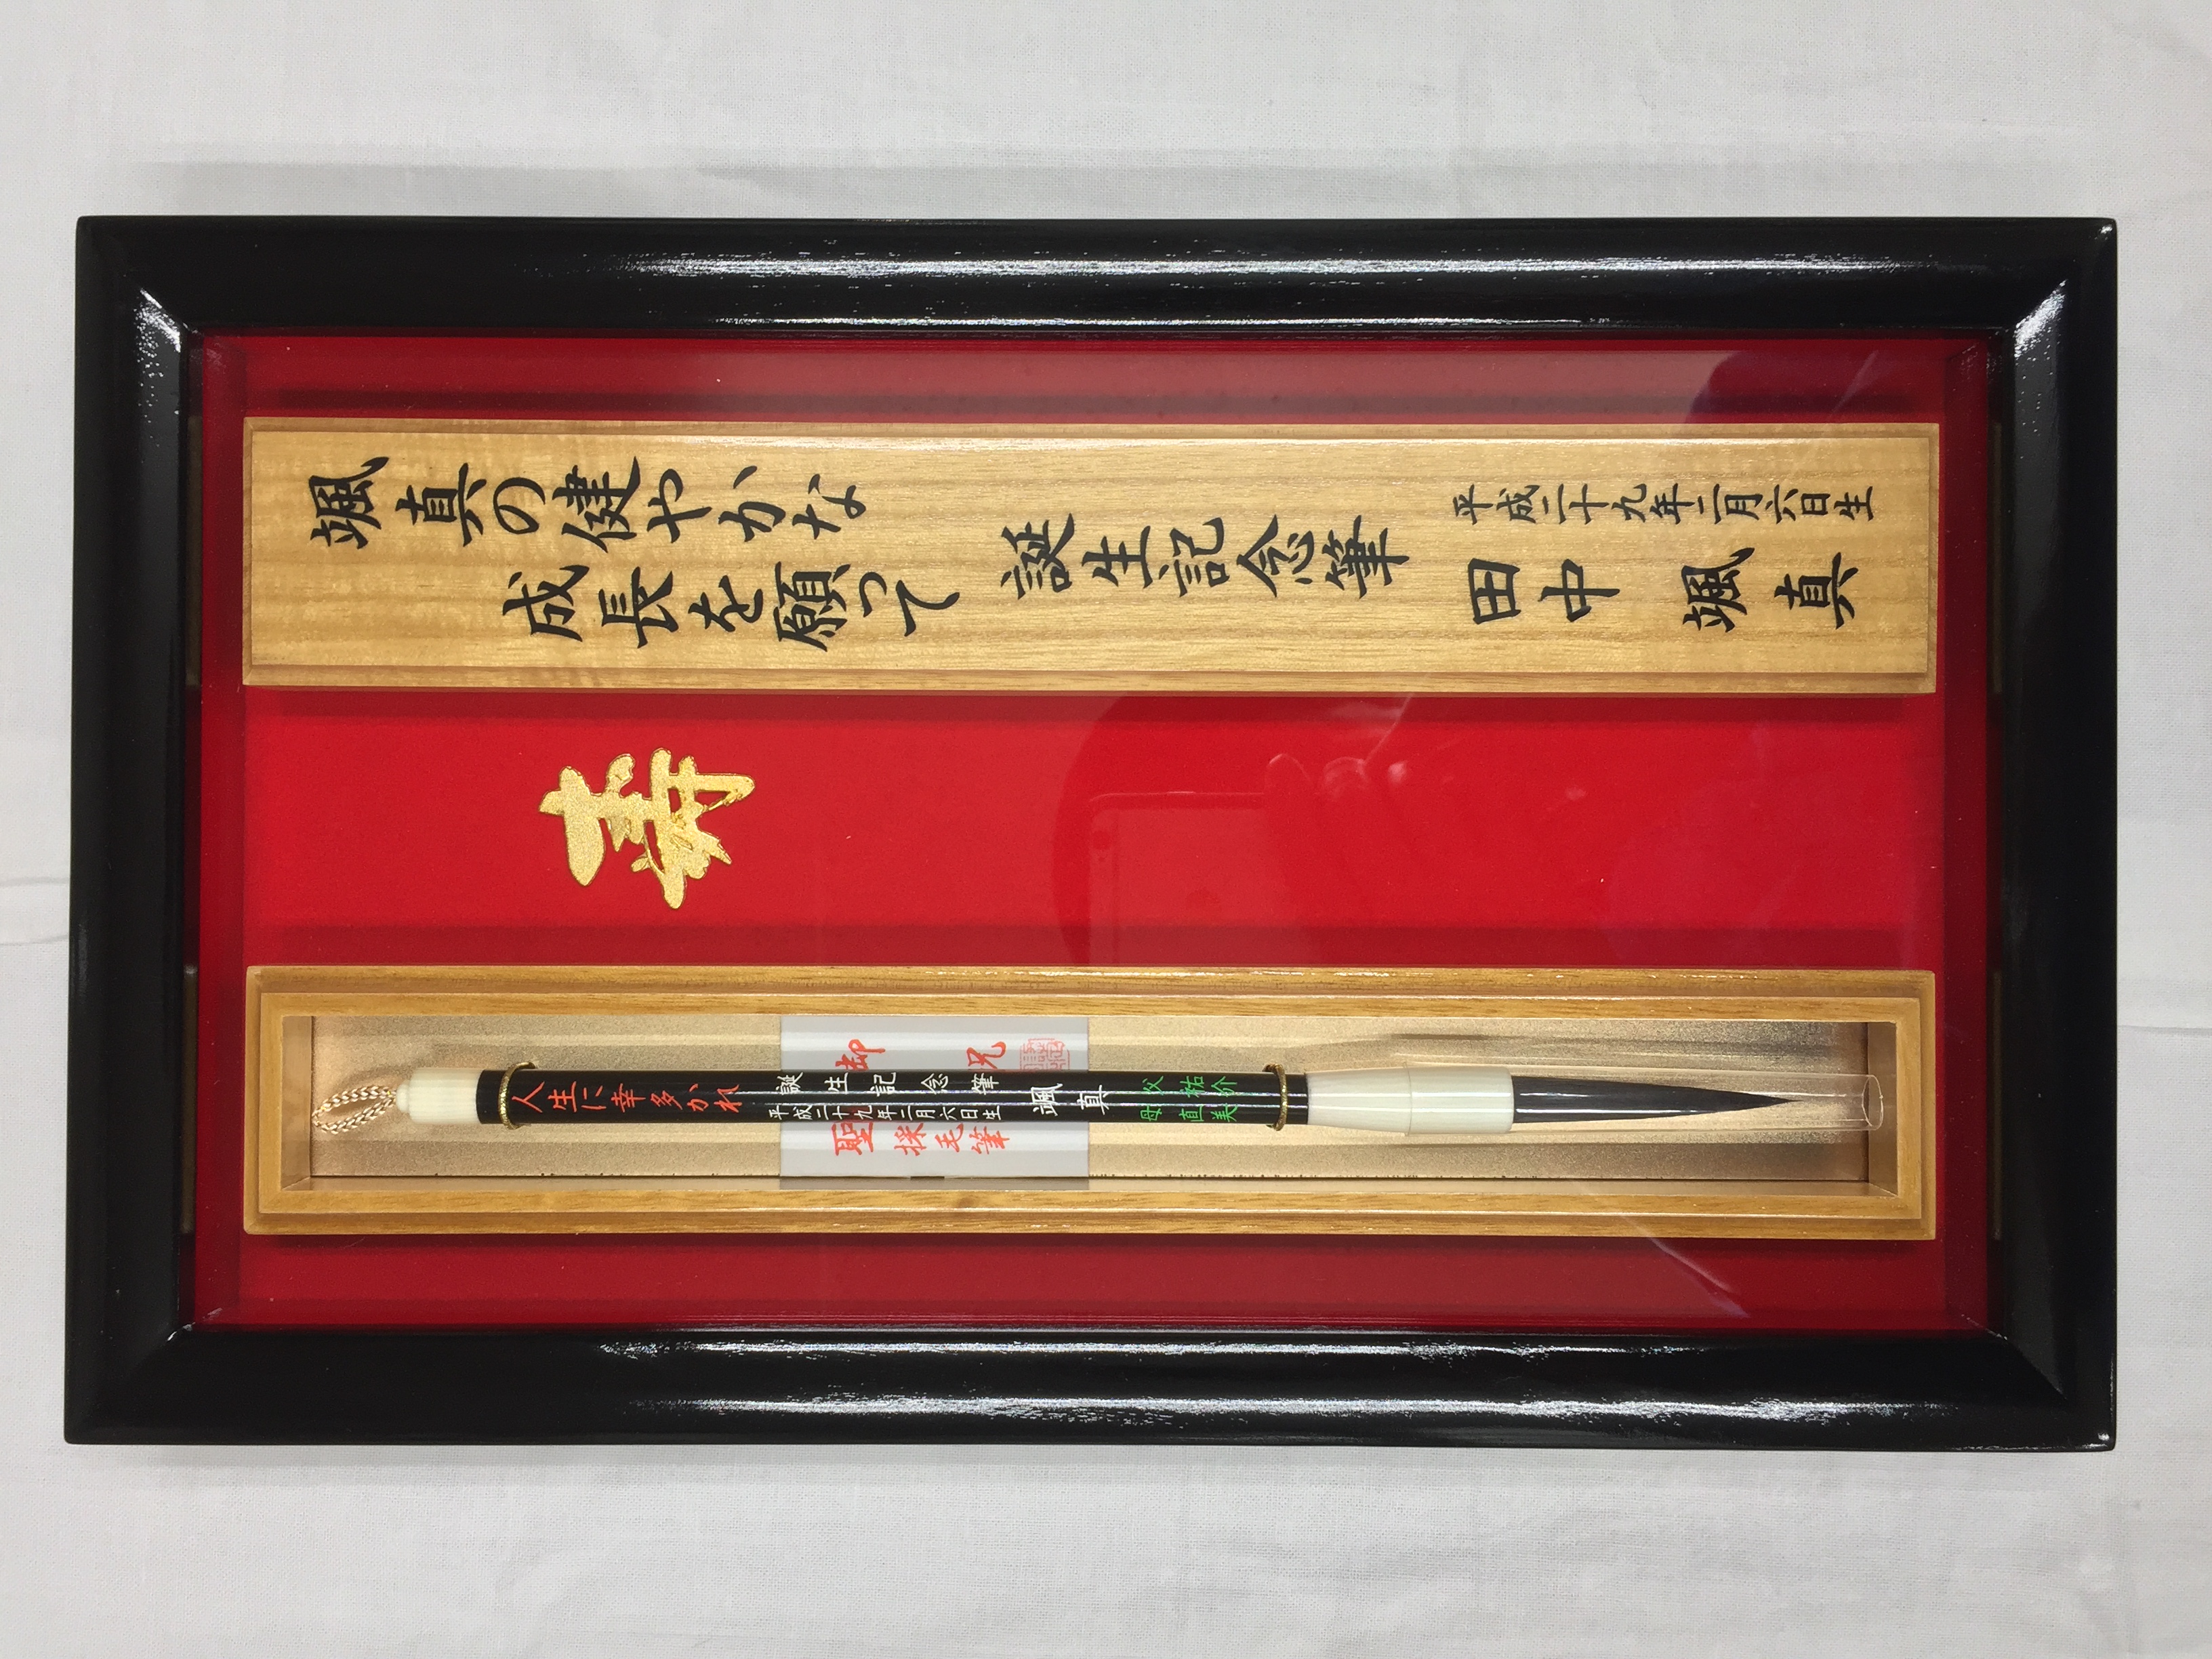 颯真の健やかな
成長を願って
誕生記念筆
平成二十九年二月六日生
田中 颯真
寿
人生に幸多かれ
誕生記念筆
平成二十九年二月六日生
颯真
父 祐介
母 直美
御祝
聖採毛筆